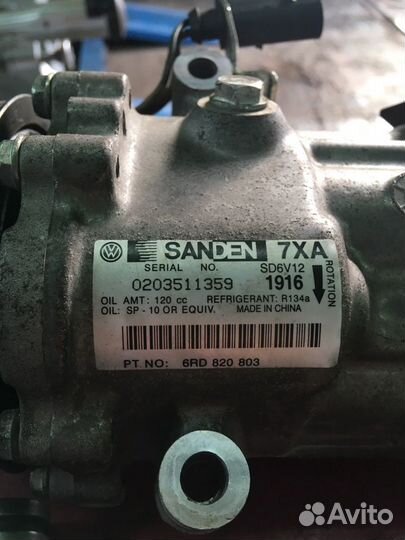 SANDEN 7XA
SERIAL NO. SD6V12
0203511359 1916
ROTATION
OIL AMT: 120 cc REFRIGERANT: R134a
OIL: SP - 10 OR EQUIV. MADE IN CHINA
PT NO: 6RD 820 803
Avito